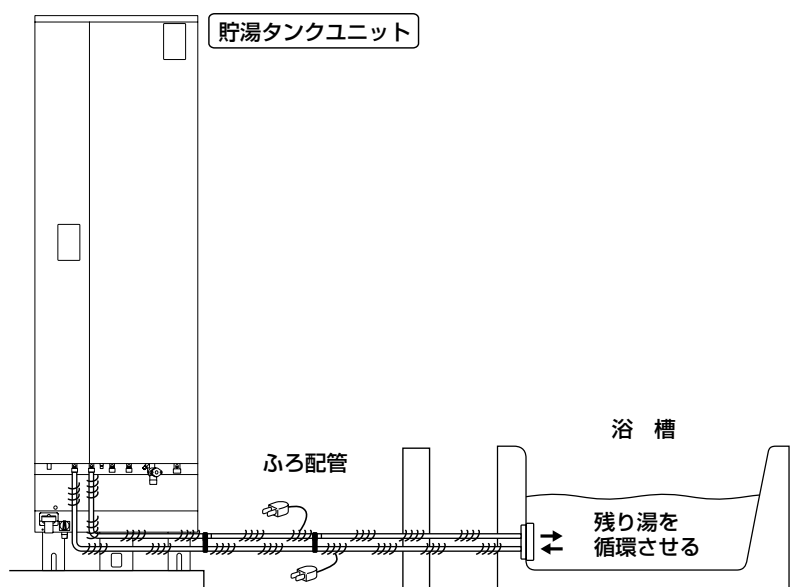 貯湯タンクユニット
浴 槽
ふろ配管
残り湯を
循環させる